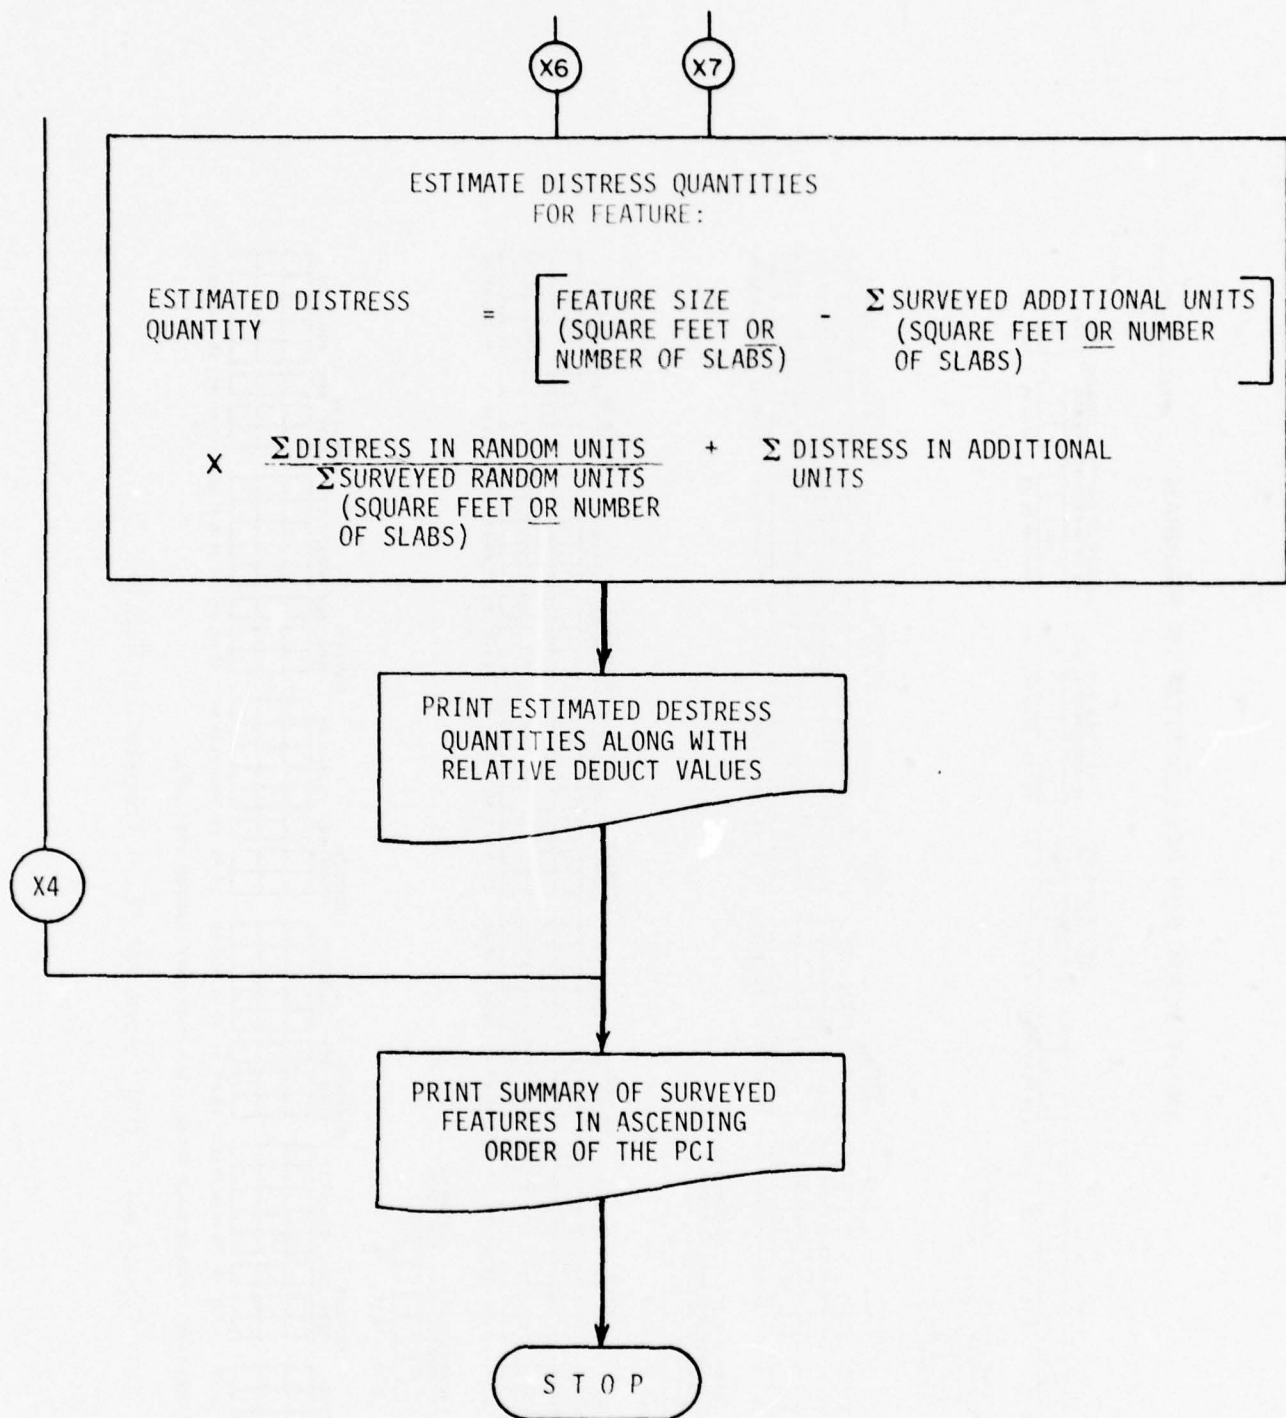 X6 X7
ESTIMATE DISTRESS QUANTITIES
FOR FEATURE:
ESTIMATED DISTRESS
QUANTITY
=
FEATURE SIZE
(SQUARE FEET OR
NUMBER OF SLABS)
-
Σ SURVEYED ADDITIONAL UNITS
(SQUARE FEET OR NUMBER
OF SLABS)
X
Σ DISTRESS IN RANDOM UNITS
Σ SURVEYED RANDOM UNITS
(SQUARE FEET OR NUMBER
OF SLABS)
+
Σ DISTRESS IN ADDITIONAL
UNITS
PRINT ESTIMATED DESTRESS
QUANTITIES ALONG WITH
RELATIVE DEDUCT VALUES
X4
PRINT SUMMARY OF SURVEYED
FEATURES IN ASCENDING
ORDER OF THE PCI
STOP